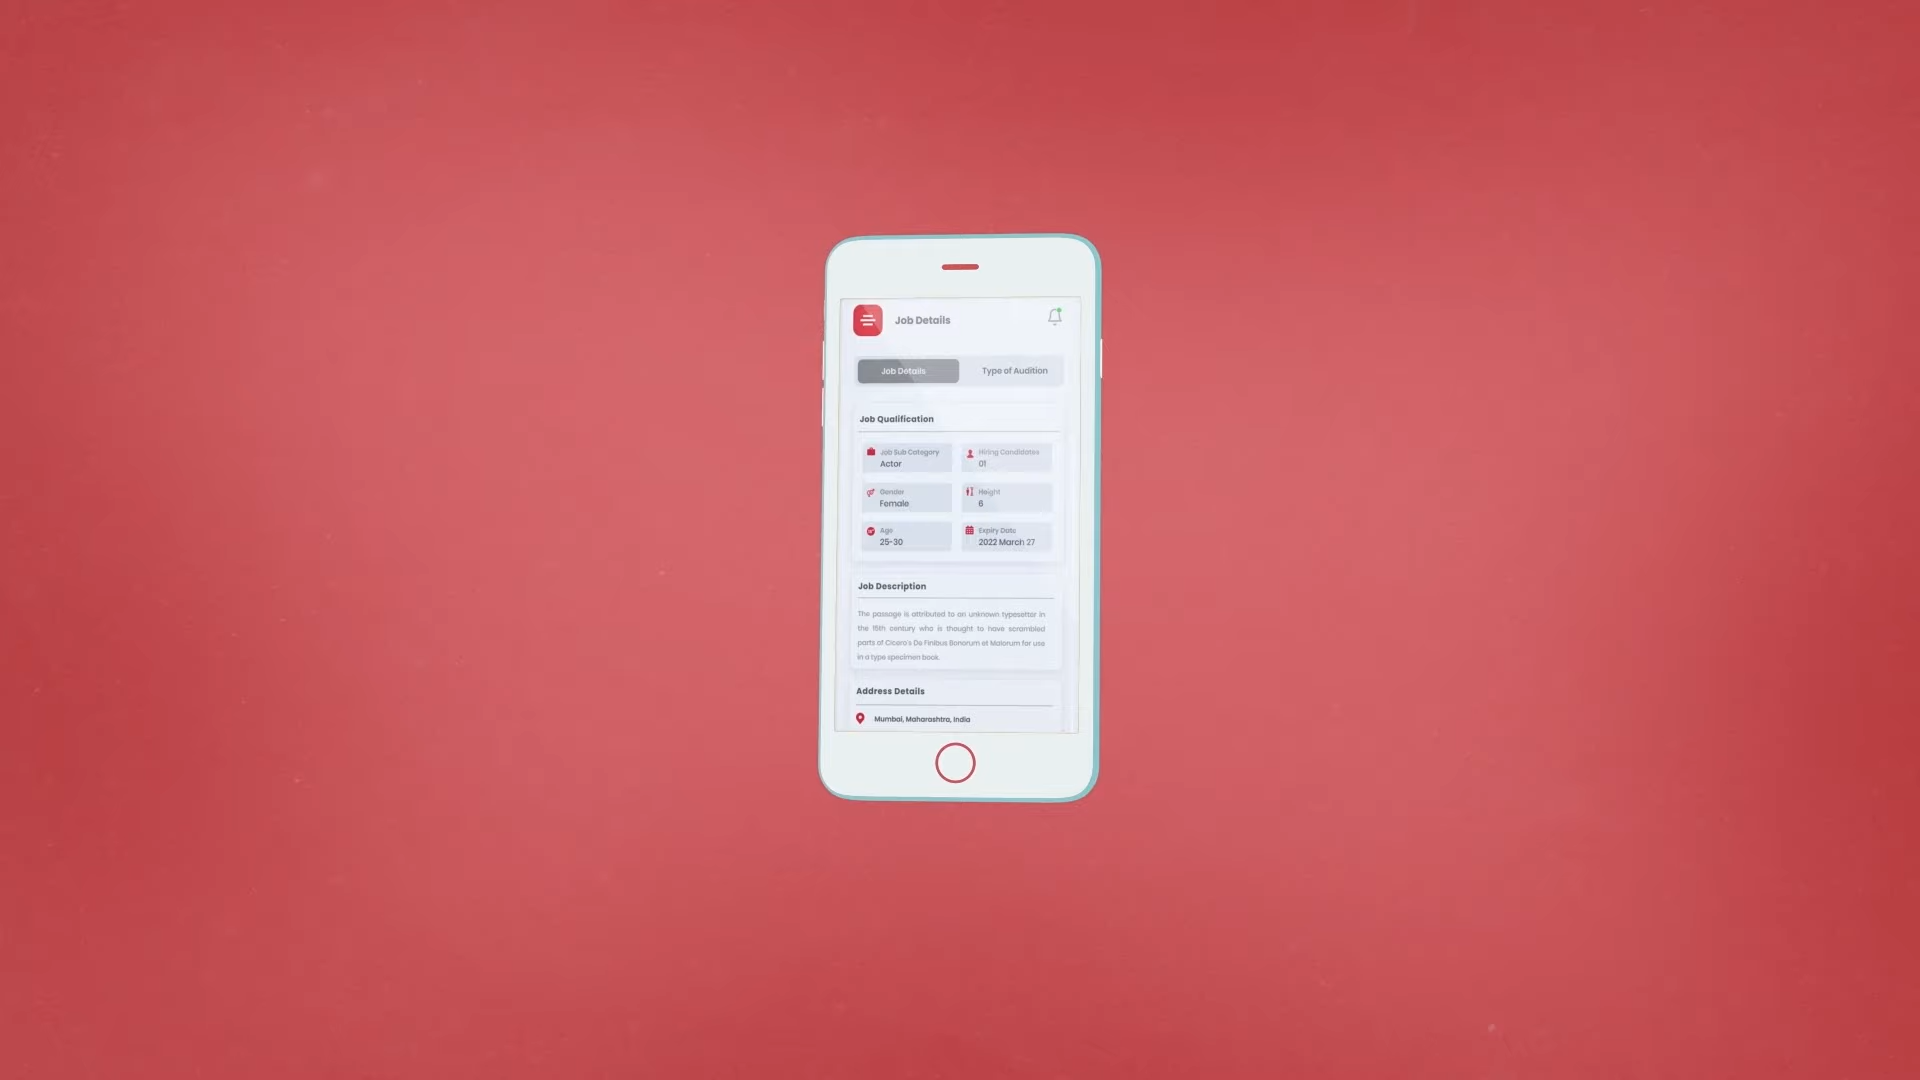 Job Details
Job Details
Type of Audition
Job Qualification
Job Sub Category
Actor
Hiring Candidates
01
Gender
Female
Height
6
Age
25-30
Expiry Date
2022 March 27
Job Description
The passage is attributed to an unknown typesetter in
the 15th century who is thought to have scrambled
parts of Cicero's De Finibus Bonorum et Malorum for use
in a type specimen book.
Address Details
Mumbai, Maharashtra, India